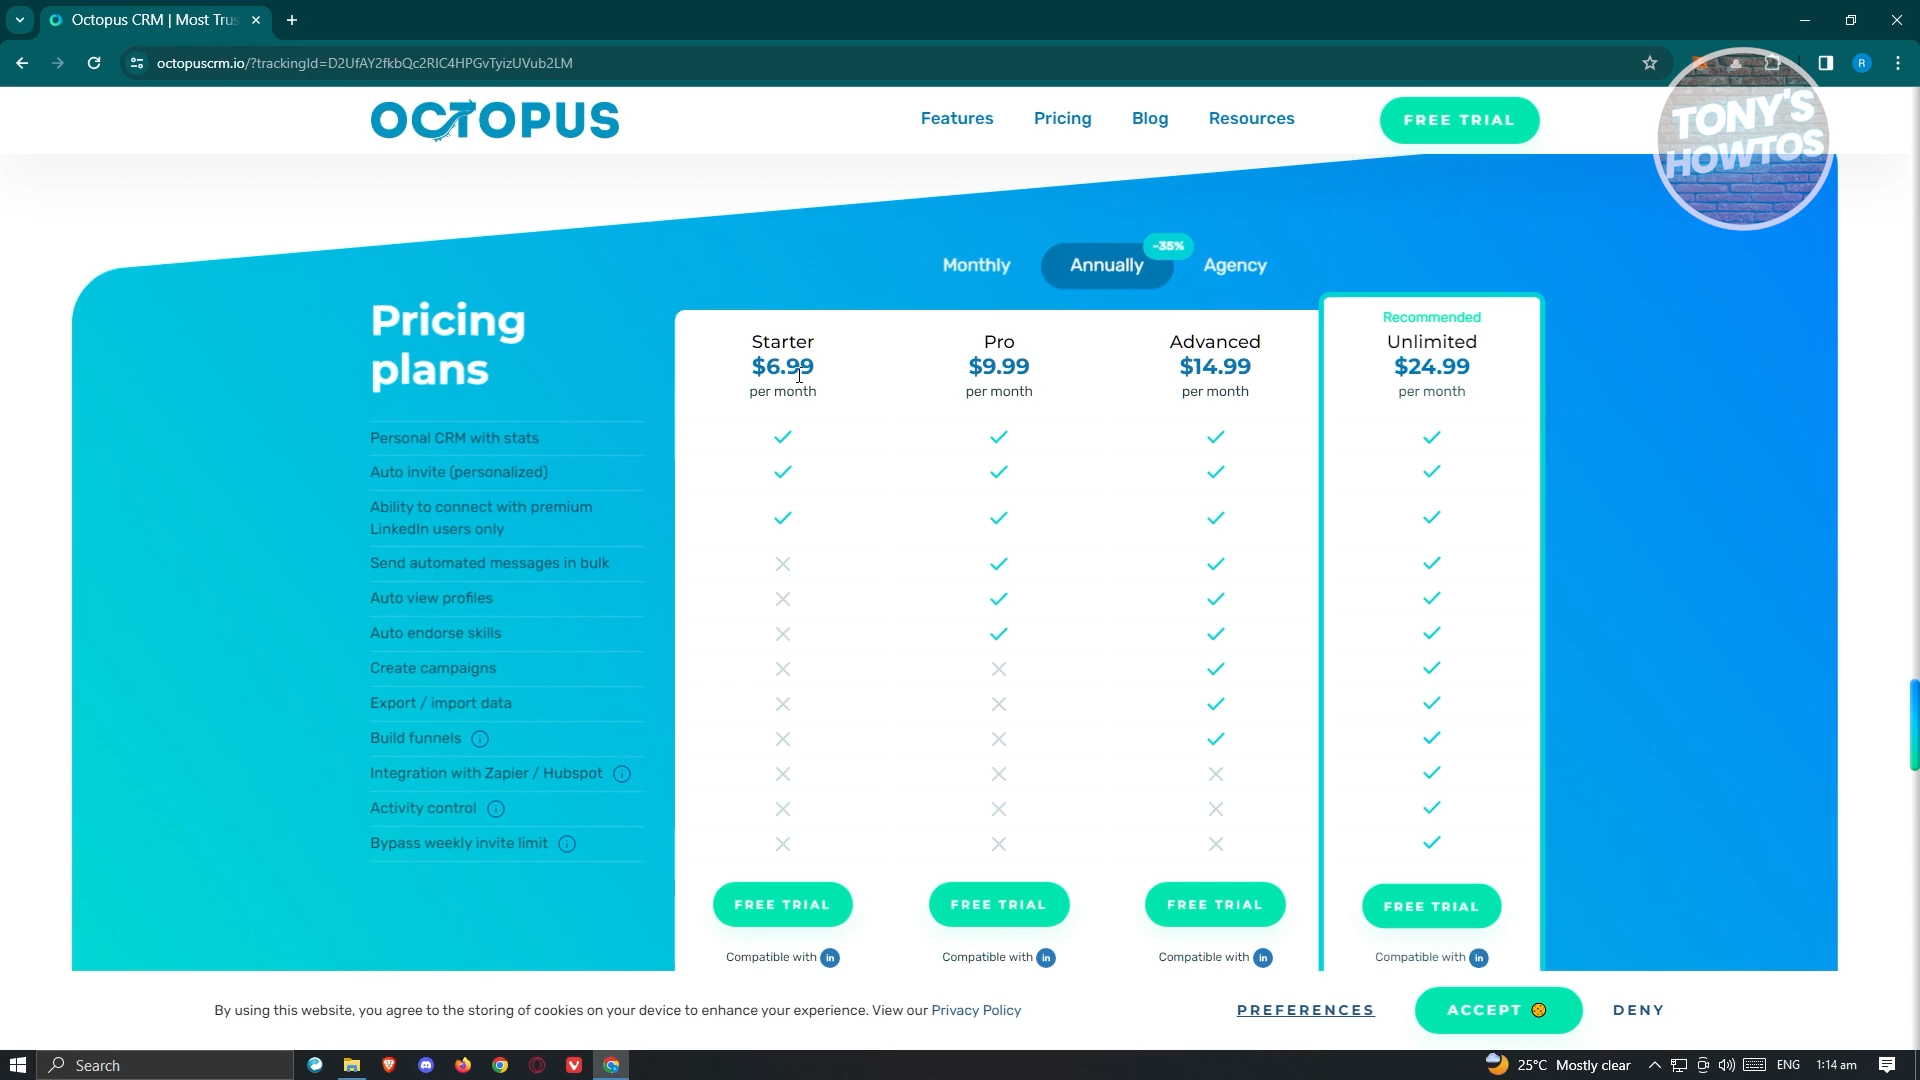 Octopus CRM | Most Trus
octopuscrm.io/?trackingId=D2UfAY2fkbQc2RIC4HPGvTyizUVub2LM
R
OCTOPUS
Features
Pricing
Blog
Resources
FREE TRIAL
TONY'S
HOWTOS
-35%
Monthly
Annually
Agency
Pricing
plans
Recommended
Starter
Pro
Advanced
Unlimited
$6.99
$9.99
$14.99
$24.99
per month
per month
per month
per month
Personal CRM with stats
Auto invite (personalized)
Ability to connect with premium
LinkedIn users only
Send automated messages in bulk
Auto view profiles
Auto endorse skills
Create campaigns
Export / import data
Build funnels
Integration with Zapier / Hubspot
Activity control
Bypass weekly invite limit
FREE TRIAL
FREE TRIAL
FREE TRIAL
FREE TRIAL
Compatible with in
Compatible with in
Compatible with in
Compatible with in
By using this website, you agree to the storing of cookies on your device to enhance your experience. View our Privacy Policy
PREFERENCES
ACCEPT
DENY
Search
25°C Mostly clear
ENG
1:14 am